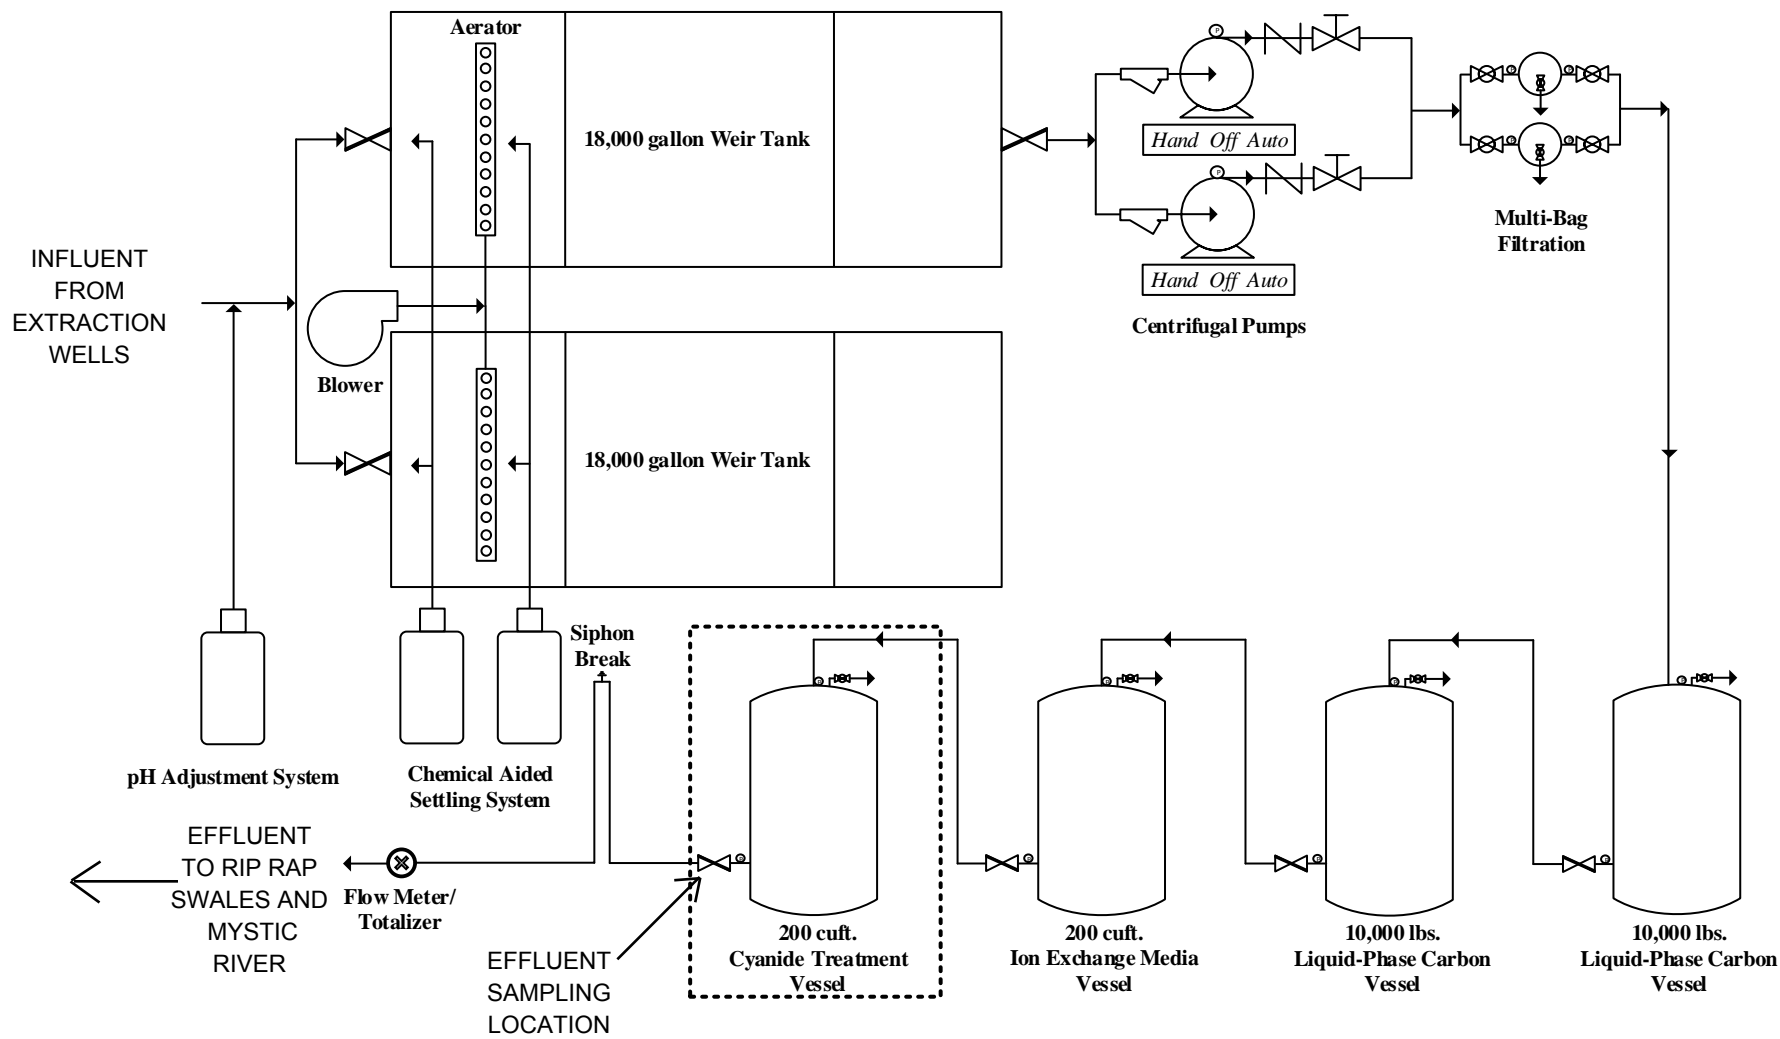 Aerator
18,000 gallon Weir Tank
P
Hand Off Auto
P
Hand Off Auto
Centrifugal Pumps
P
P
P
P
Multi-Bag
Filtration
INFLUENT
FROM
EXTRACTION
WELLS
Blower
18,000 gallon Weir Tank
pH Adjustment System
Chemical Aided
Settling System
Siphon
Break
P
P
P
P
P
P
P
P
EFFLUENT
TO RIP RAP
SWALES AND
MYSTIC
RIVER
Flow Meter/
Totalizer
EFFLUENT
SAMPLING
LOCATION
200 cuft.
Cyanide Treatment
Vessel
200 cuft.
Ion Exchange Media
Vessel
10,000 lbs.
Liquid-Phase Carbon
Vessel
10,000 lbs.
Liquid-Phase Carbon
Vessel